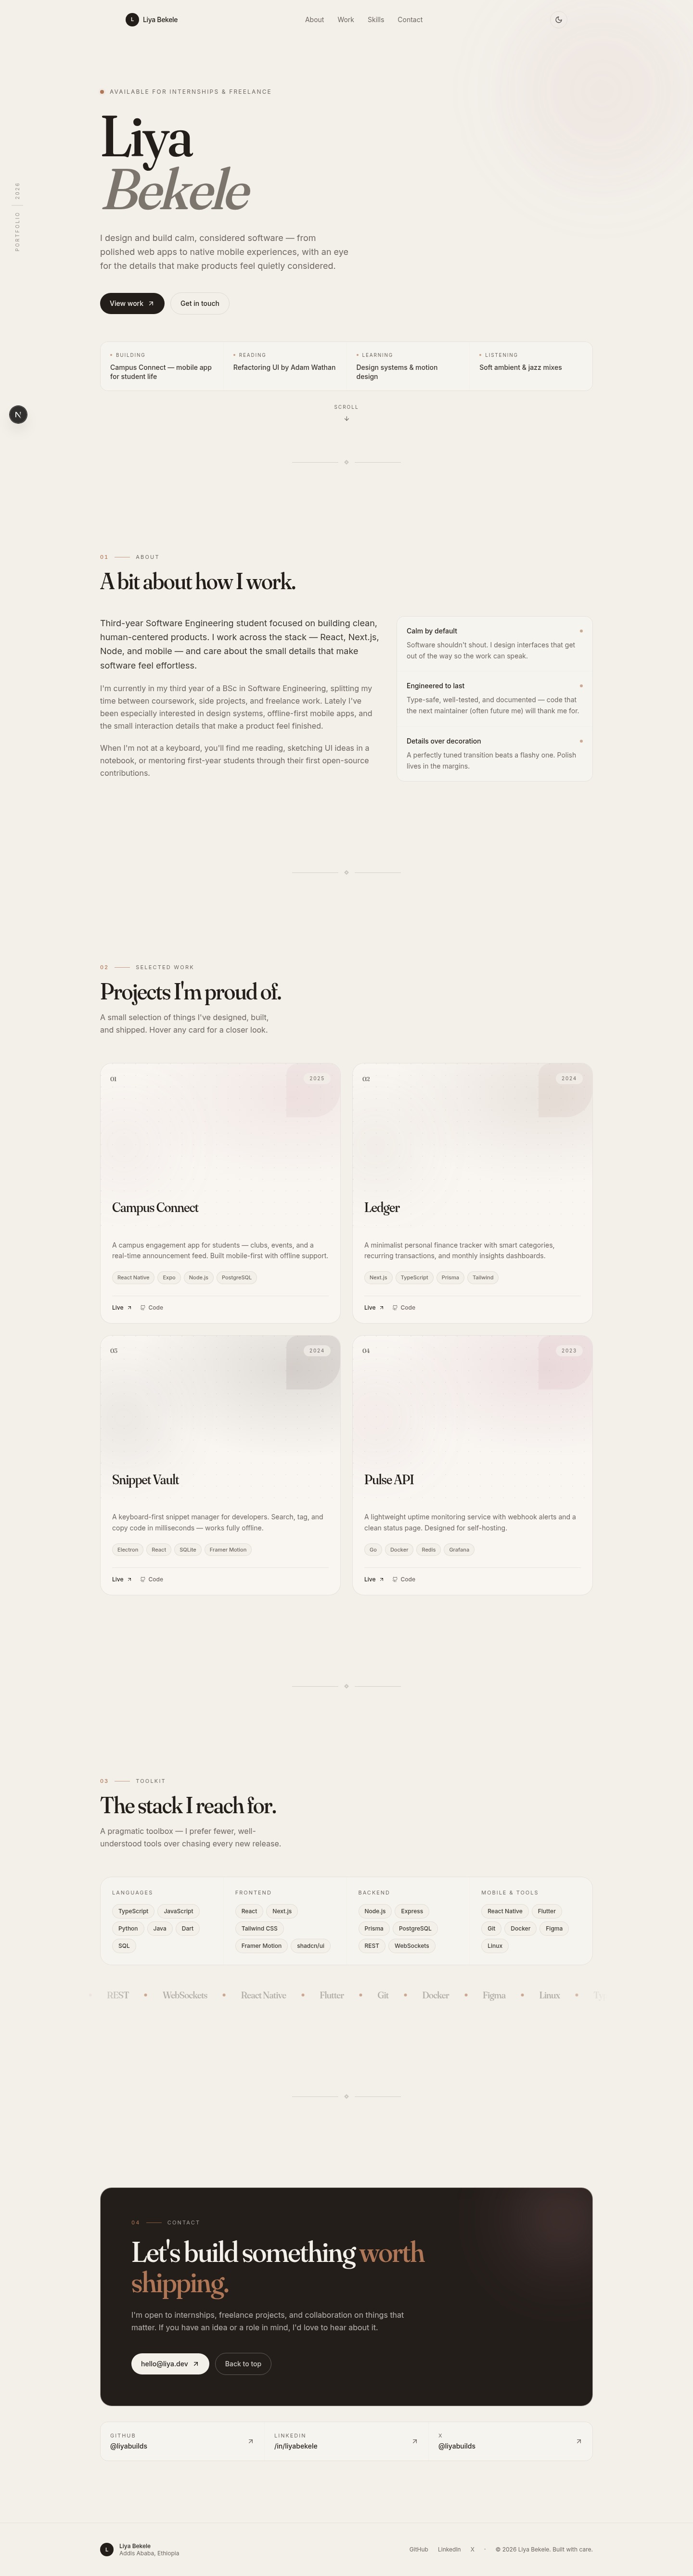 L Liya Bekele
About Work Skills Contact
AVAILABLE FOR INTERNSHIPS & FREELANCE
Liya
Bekele
PORTFOLIO 2026
I design and build calm, considered software — from
polished web apps to native mobile experiences, with an eye
for the details that make products feel quietly considered.
View work
Get in touch
BUILDING
Campus Connect — mobile app
for student life
READING
Refactoring UI by Adam Wathan
LEARNING
Design systems & motion
design
LISTENING
Soft ambient & jazz mixes
N
SCROLL
01 ABOUT
A bit about how I work.
Third-year Software Engineering student focused on building clean,
human-centered products. I work across the stack — React, Next.js,
Node, and mobile — and care about the small details that make
software feel effortless.
I'm currently in my third year of a BSc in Software Engineering, splitting my
time between coursework, side projects, and freelance work. Lately I've
been especially interested in design systems, offline-first mobile apps, and
the small interaction details that make a product feel finished.
When I'm not at a keyboard, you'll find me reading, sketching UI ideas in a
notebook, or mentoring first-year students through their first open-source
contributions.
Calm by default
Software shouldn't shout. I design interfaces that get
out of the way so the work can speak.
Engineered to last
Type-safe, well-tested, and documented — code that
the next maintainer (often future me) will thank me for.
Details over decoration
A perfectly tuned transition beats a flashy one. Polish
lives in the margins.
02 SELECTED WORK
Projects I'm proud of.
A small selection of things I've designed, built,
and shipped. Hover any card for a closer look.
01 2025
Campus Connect
A campus engagement app for students — clubs, events, and a
real-time announcement feed. Built mobile-first with offline support.
React Native Expo Node.js PostgreSQL
Live Code
02 2024
Ledger
A minimalist personal finance tracker with smart categories,
recurring transactions, and monthly insights dashboards.
Next.js TypeScript Prisma Tailwind
Live Code
03 2024
Snippet Vault
A keyboard-first snippet manager for developers. Search, tag, and
copy code in milliseconds — works fully offline.
Electron React SQLite Framer Motion
Live Code
04 2023
Pulse API
A lightweight uptime monitoring service with webhook alerts and a
clean status page. Designed for self-hosting.
Go Docker Redis Grafana
Live Code
03 TOOLKIT
The stack I reach for.
A pragmatic toolbox — I prefer fewer, well-
understood tools over chasing every new release.
LANGUAGES
TypeScript JavaScript
Python Java Dart
SQL
FRONTEND
React Next.js
Tailwind CSS
Framer Motion shadcn/ui
BACKEND
Node.js Express
Prisma PostgreSQL
REST WebSockets
MOBILE & TOOLS
React Native Flutter
Git Docker Figma
Linux
REST WebSockets React Native Flutter Git Docker Figma Linux
04 CONTACT
Let's build something worth
shipping.
I'm open to internships, freelance projects, and collaboration on things that
matter. If you have an idea or a role in mind, I'd love to hear about it.
hello@liya.dev
Back to top
GITHUB
@liyabuilds
LINKEDIN
/in/liyabekele
X
@liyabuilds
L Liya Bekele
Addis Ababa, Ethiopia
GitHub LinkedIn X · © 2026 Liya Bekele. Built with care.